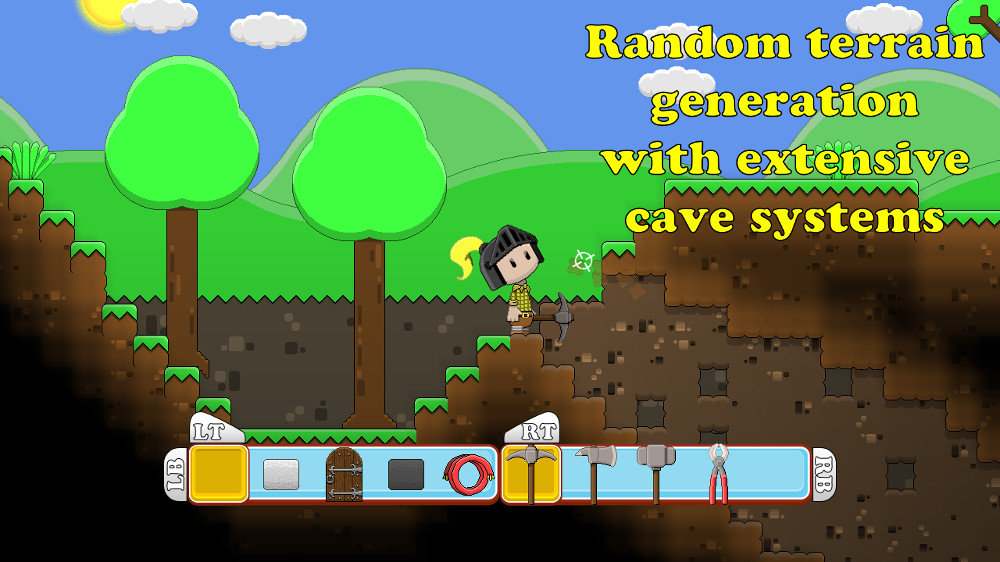 Random terrain
generation
with extensive
cave systems
LT
RT
LB
RB